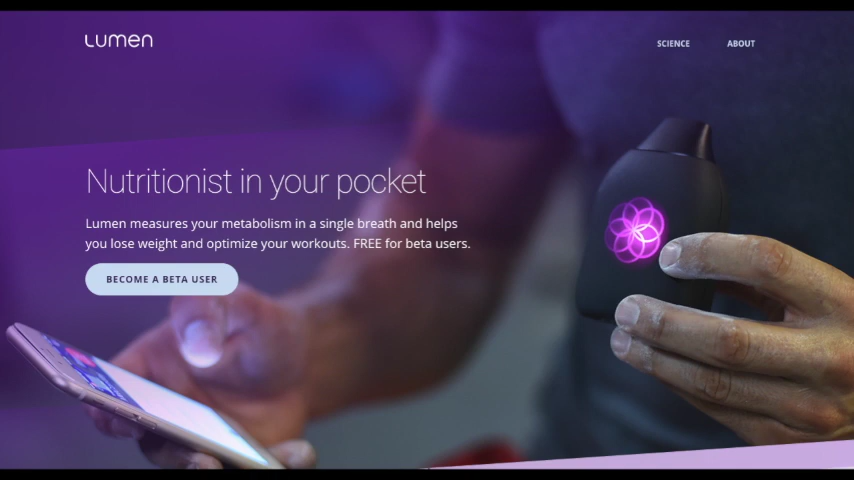 Lumen
SCIENCE
ABOUT
Nutritionist in your pocket
Lumen measures your metabolism in a single breath and helps
you lose weight and optimize your workouts. FREE for beta users.
BECOME A BETA USER